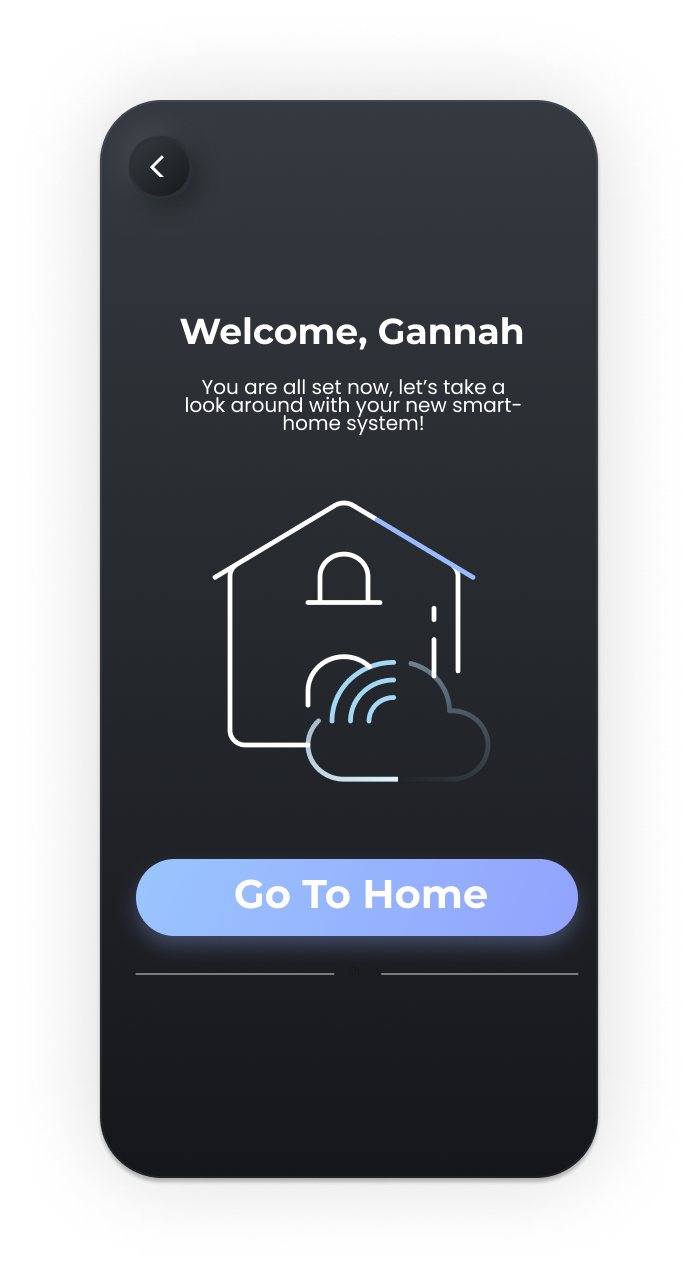 Welcome, Gannah
You are all set now, let’s take a
look around with your new smart-
home system!
Go To Home